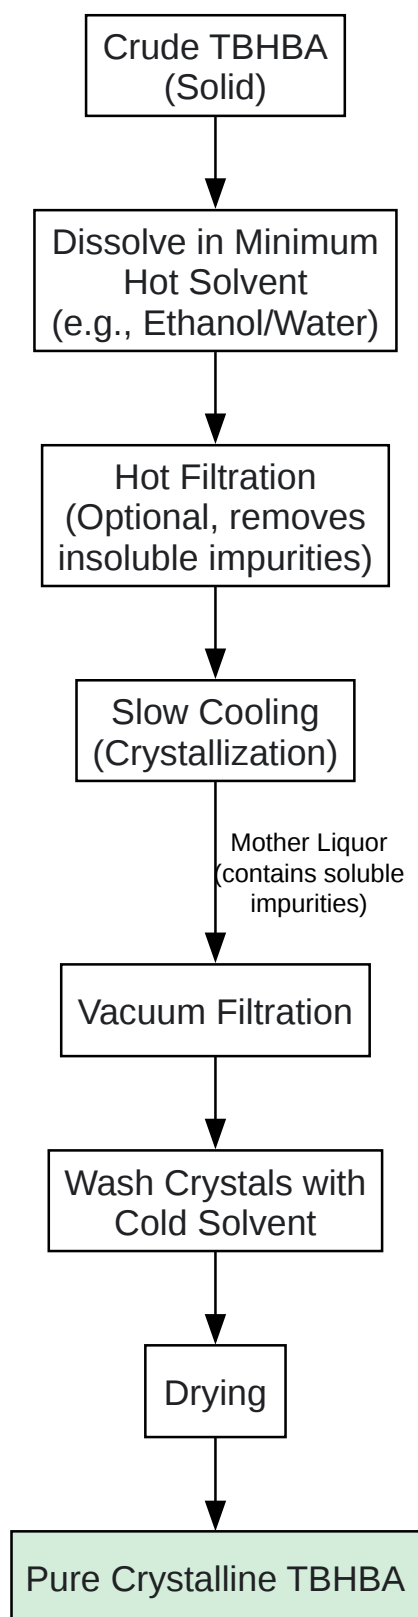 Crude TBHBA
(Solid)
Dissolve in Minimum
Hot Solvent
(e.g., Ethanol/Water)
Hot Filtration
(Optional, removes
insoluble impurities)
Slow Cooling
(Crystallization)
Mother Liquor
(contains soluble
impurities)
Vacuum Filtration
Wash Crystals with
Cold Solvent
Drying
Pure Crystalline TBHBA